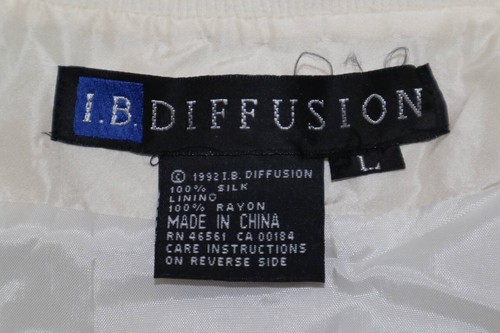 I.B. DIFFUSION
L
© 1992 I.B. DIFFUSION
100% SILK
LINING
100% RAYON
MADE IN CHINA
RN 46561 CA 00184
CARE INSTRUCTIONS
ON REVERSE SIDE